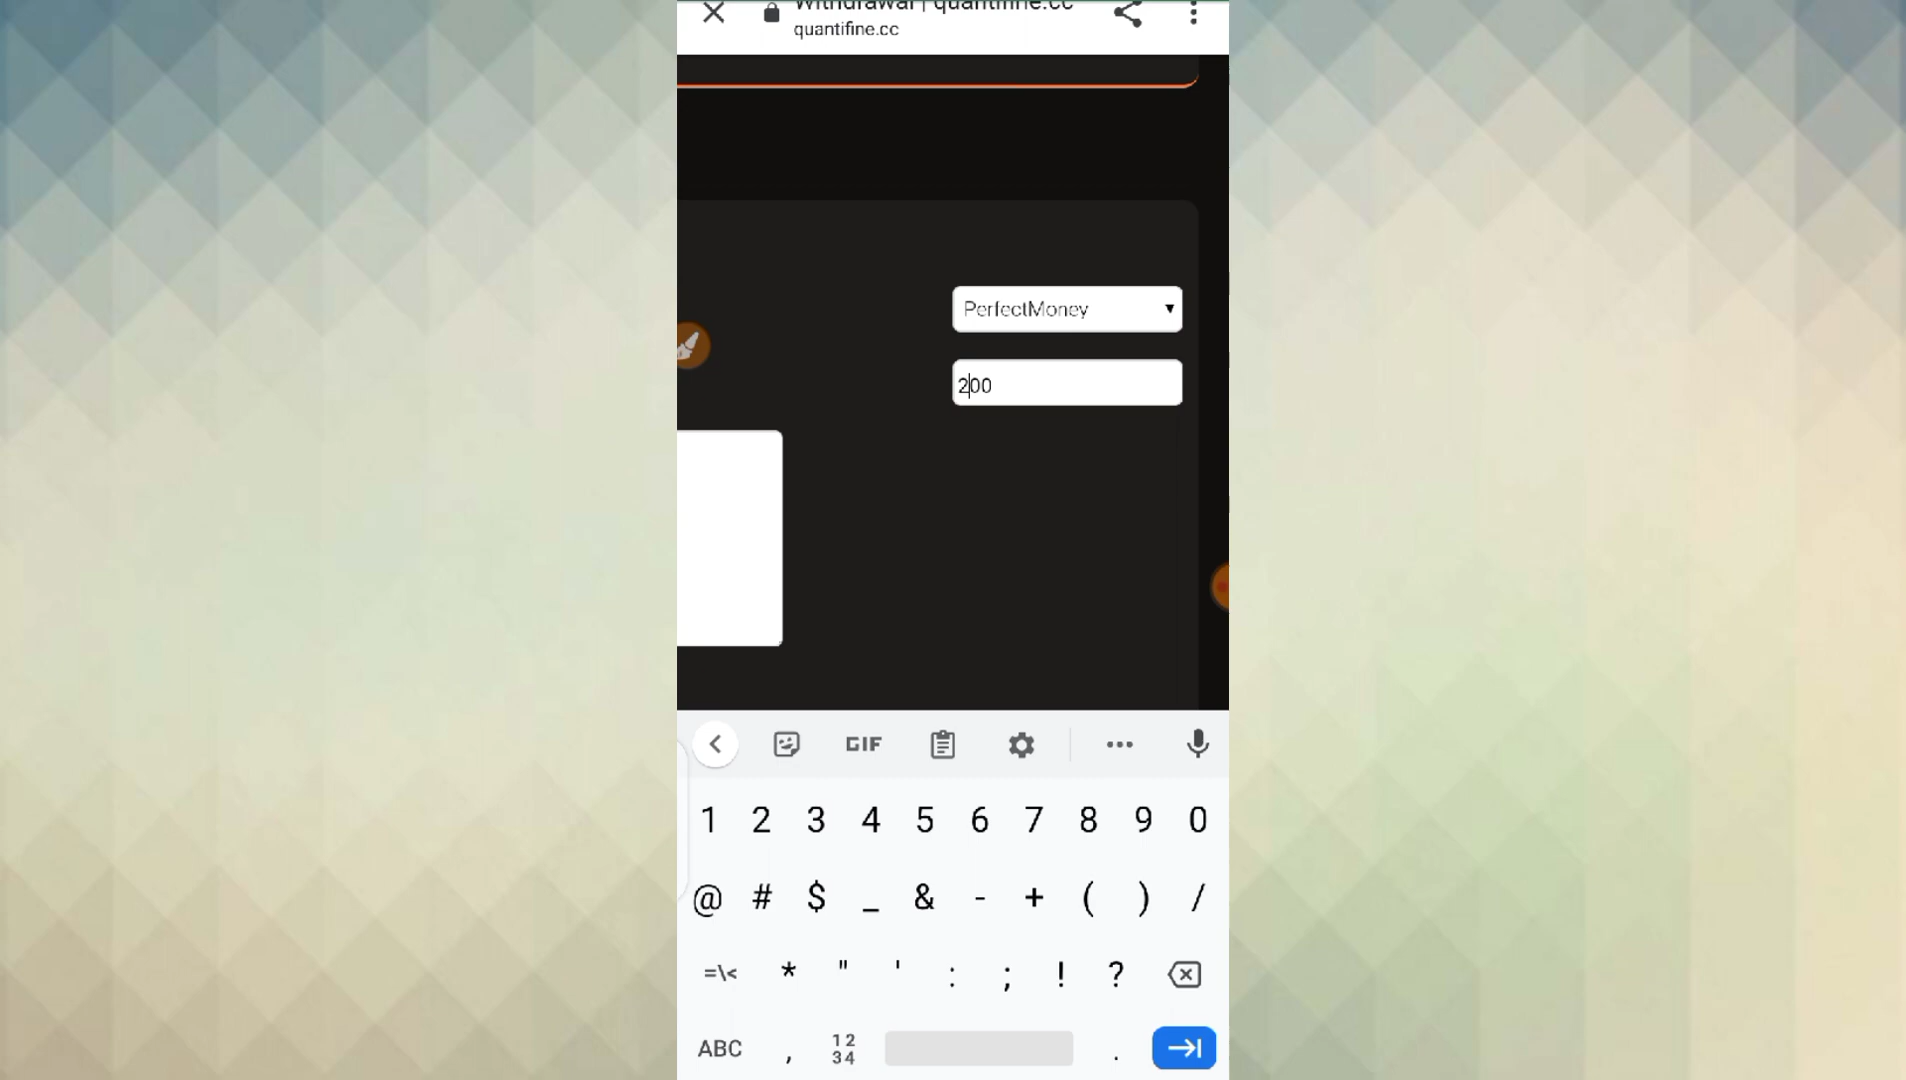 Withdrawal | quantifine.cc
quantifine.cc
PerfectMoney
200
GIF
1 2 3 4 5 6 7 8 9 0
@ # $ _ & - + ( ) /
=\< * " ' : ; ! ?
ABC , 12 34 .